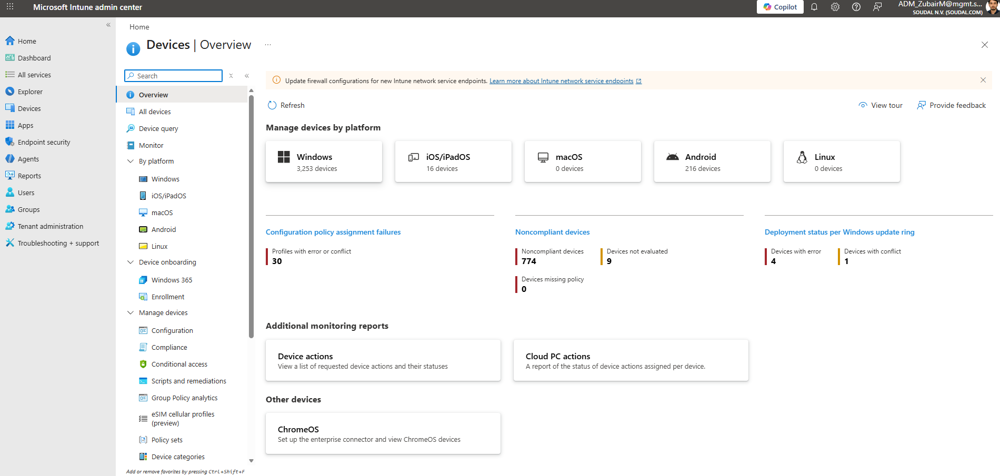 Microsoft Intune admin center
Copilot
ADM_ZubairM@mgmt.s...
SOUDAL N.V. (SOUDAL.COM)
Home
Dashboard
All services
Explorer
Devices
Apps
Endpoint security
Agents
Reports
Users
Groups
Tenant administration
Troubleshooting + support
Home
Devices | Overview
Search
Overview
All devices
Device query
Monitor
By platform
Windows
iOS/iPadOS
macOS
Android
Linux
Device onboarding
Windows 365
Enrollment
Manage devices
Configuration
Compliance
Conditional access
Scripts and remediations
Group Policy analytics
eSIM cellular profiles
(preview)
Policy sets
Device categories
Add or remove favorites by pressing Ctrl+Shift+F
Update firewall configurations for new Intune network service endpoints. Learn more about Intune network service endpoints
Refresh
View tour
Provide feedback
Manage devices by platform
Windows
3,253 devices
iOS/iPadOS
16 devices
macOS
0 devices
Android
216 devices
Linux
0 devices
Configuration policy assignment failures
Profiles with error or conflict
30
Noncompliant devices
Noncompliant devices
774
Devices not evaluated
9
Devices missing policy
0
Deployment status per Windows update ring
Devices with error
4
Devices with conflict
1
Additional monitoring reports
Device actions
View a list of requested device actions and their statuses
Cloud PC actions
A report of the status of device actions assigned per device.
Other devices
ChromeOS
Set up the enterprise connector and view ChromeOS devices